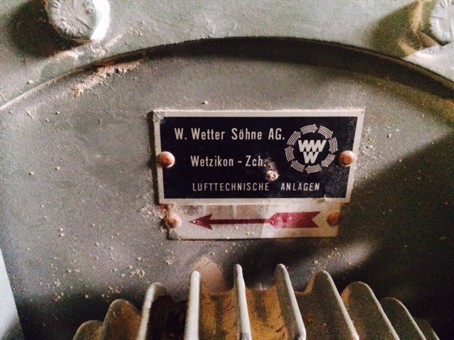 W. Wetter Söhne AG.
Wetzikon - Zch.
WWW
LUFTTECHNISCHE ANLAGEN